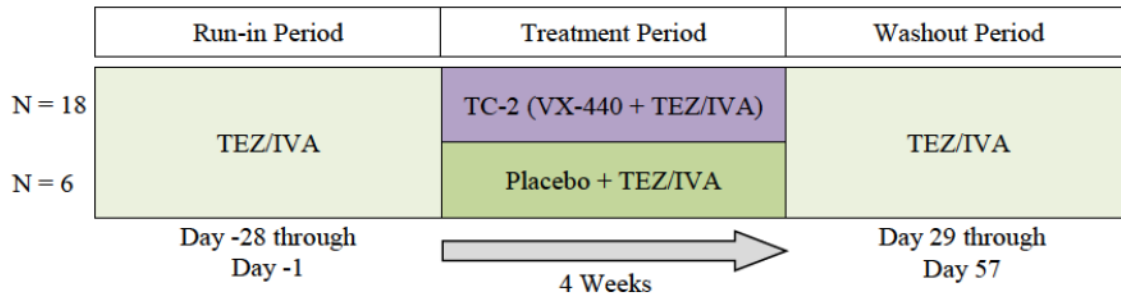 Run-in Period
Treatment Period
Washout Period
N = 18
N = 6
TEZ/IVA
TC-2 (VX-440 + TEZ/IVA)
Placebo + TEZ/IVA
TEZ/IVA
Day -28 through
Day -1
4 Weeks
Day 29 through
Day 57